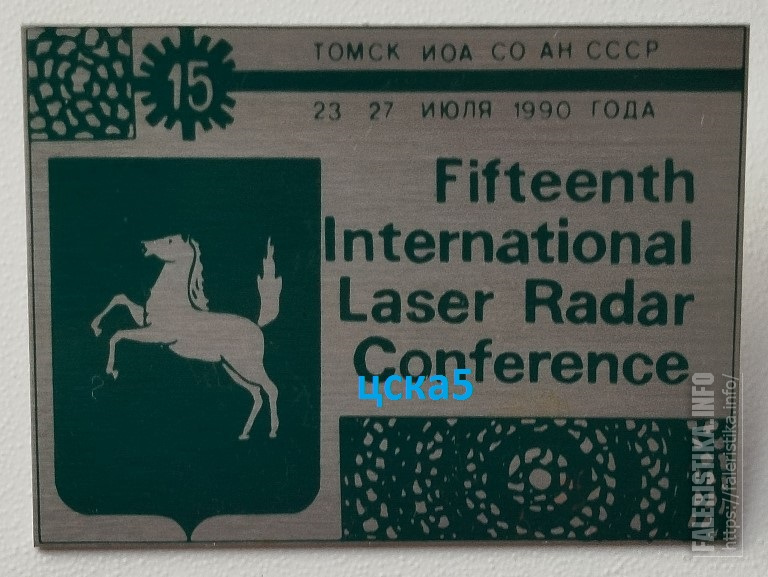 ТОМСК ИОА СО АН СССР
15
23 27 ИЮЛЯ 1990 ГОДА
Fifteenth
International
Laser Radar
Conference
цска5
FALERISTIKA.INFO
https://faleristika.info/